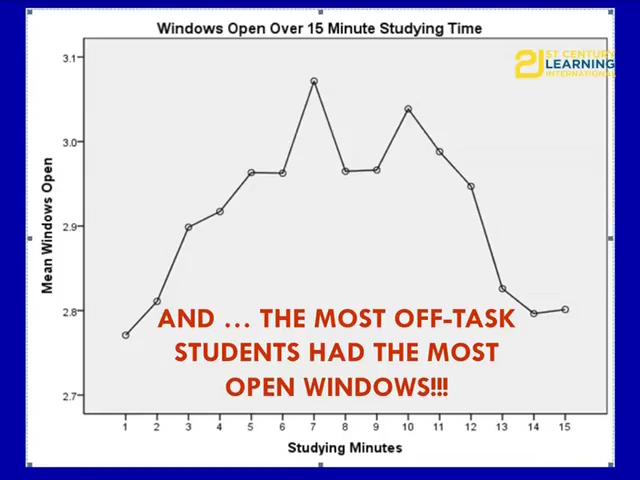 Windows Open Over 15 Minute Studying Time
21
ST CENTURY
LEARNING
INTERNATIONAL
3.1
3.0
2.9
2.8
2.7
Mean Windows Open
AND … THE MOST OFF-TASK
STUDENTS HAD THE MOST
OPEN WINDOWS!!!
1 2 3 4 5 6 7 8 9 10 11 12 13 14 15
Studying Minutes